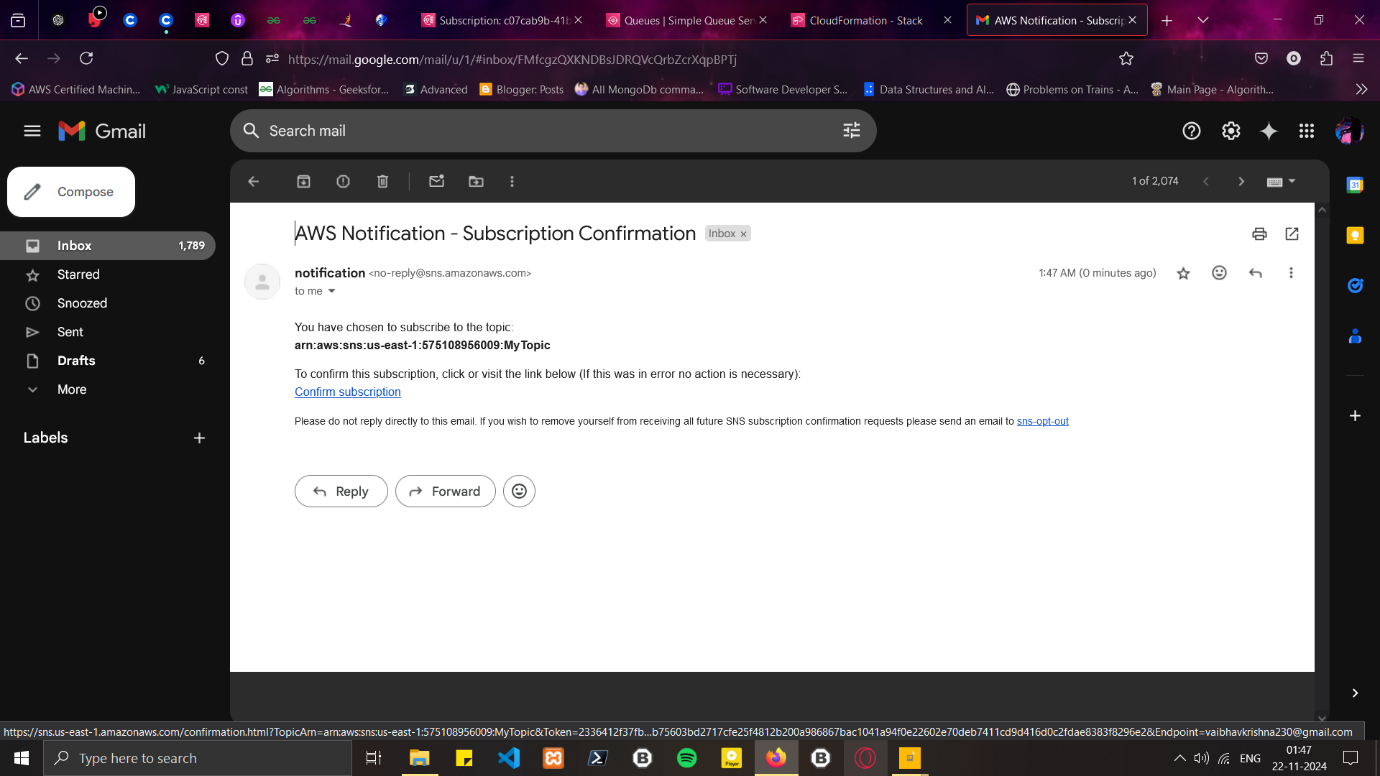 Subscription: c07cab9b-41b
Queues | Simple Queue Ser
CloudFormation - Stack
AWS Notification - Subscrip
https://mail.google.com/mail/u/1/#inbox/FMfcgzQXKNDBsJDRQVcQrbZcrXqpBPTj
AWS Certified Machin...
JavaScript const
Algorithms - Geeksfor...
Advanced
Blogger: Posts
All MongoDb comma...
Software Developer S...
Data Structures and Al...
Problems on Trains - A...
Main Page - Algorith...
Gmail
Search mail
Compose
1 of 2,074
Inbox 1,789
Starred
Snoozed
Sent
Drafts 6
More
Labels
AWS Notification - Subscription Confirmation Inbox x
notification <no-reply@sns.amazonaws.com> 1:47 AM (0 minutes ago)
to me
You have chosen to subscribe to the topic:
arn:aws:sns:us-east-1:575108956009:MyTopic
To confirm this subscription, click or visit the link below (If this was in error no action is necessary):
Confirm subscription
Please do not reply directly to this email. If you wish to remove yourself from receiving all future SNS subscription confirmation requests please send an email to sns-opt-out
Reply Forward
https://sns.us-east-1.amazonaws.com/confirmation.html?TopicArn=arn:aws:sns:us-east-1:575108956009:MyTopic&Token=2336412f37fb...b75603bd2717cfe25f4812b200a986867bac1041a94f0e22602e70deb7411cd9d416d0c2fdae8383f8296e2&Endpoint=vaibhavkrishna230@gmail.com
Type here to search
ENG
01:47
22-11-2024